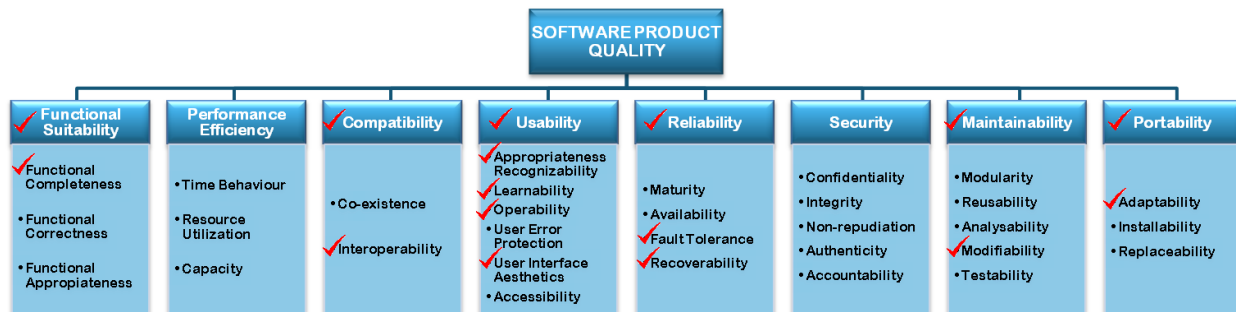 SOFTWARE PRODUCT
QUALITY
Functional
Suitability
Performance
Efficiency
Compatibility
Usability
Reliability
Security
Maintainability
Portability
Functional
Completeness
• Functional
Correctness
• Functional
Appropiateness
• Time Behaviour
• Resource
Utilization
• Capacity
• Co-existence
Interoperability
Appropriateness
Recognizability
Learnability
Operability
• User Error
Protection
User Interface
Aesthetics
• Accessibility
• Maturity
• Availability
Fault Tolerance
Recoverability
• Confidentiality
• Integrity
• Non-repudiation
• Authenticity
• Accountability
• Modularity
• Reusability
• Analysability
Modifiability
• Testability
Adaptability
• Installability
• Replaceability